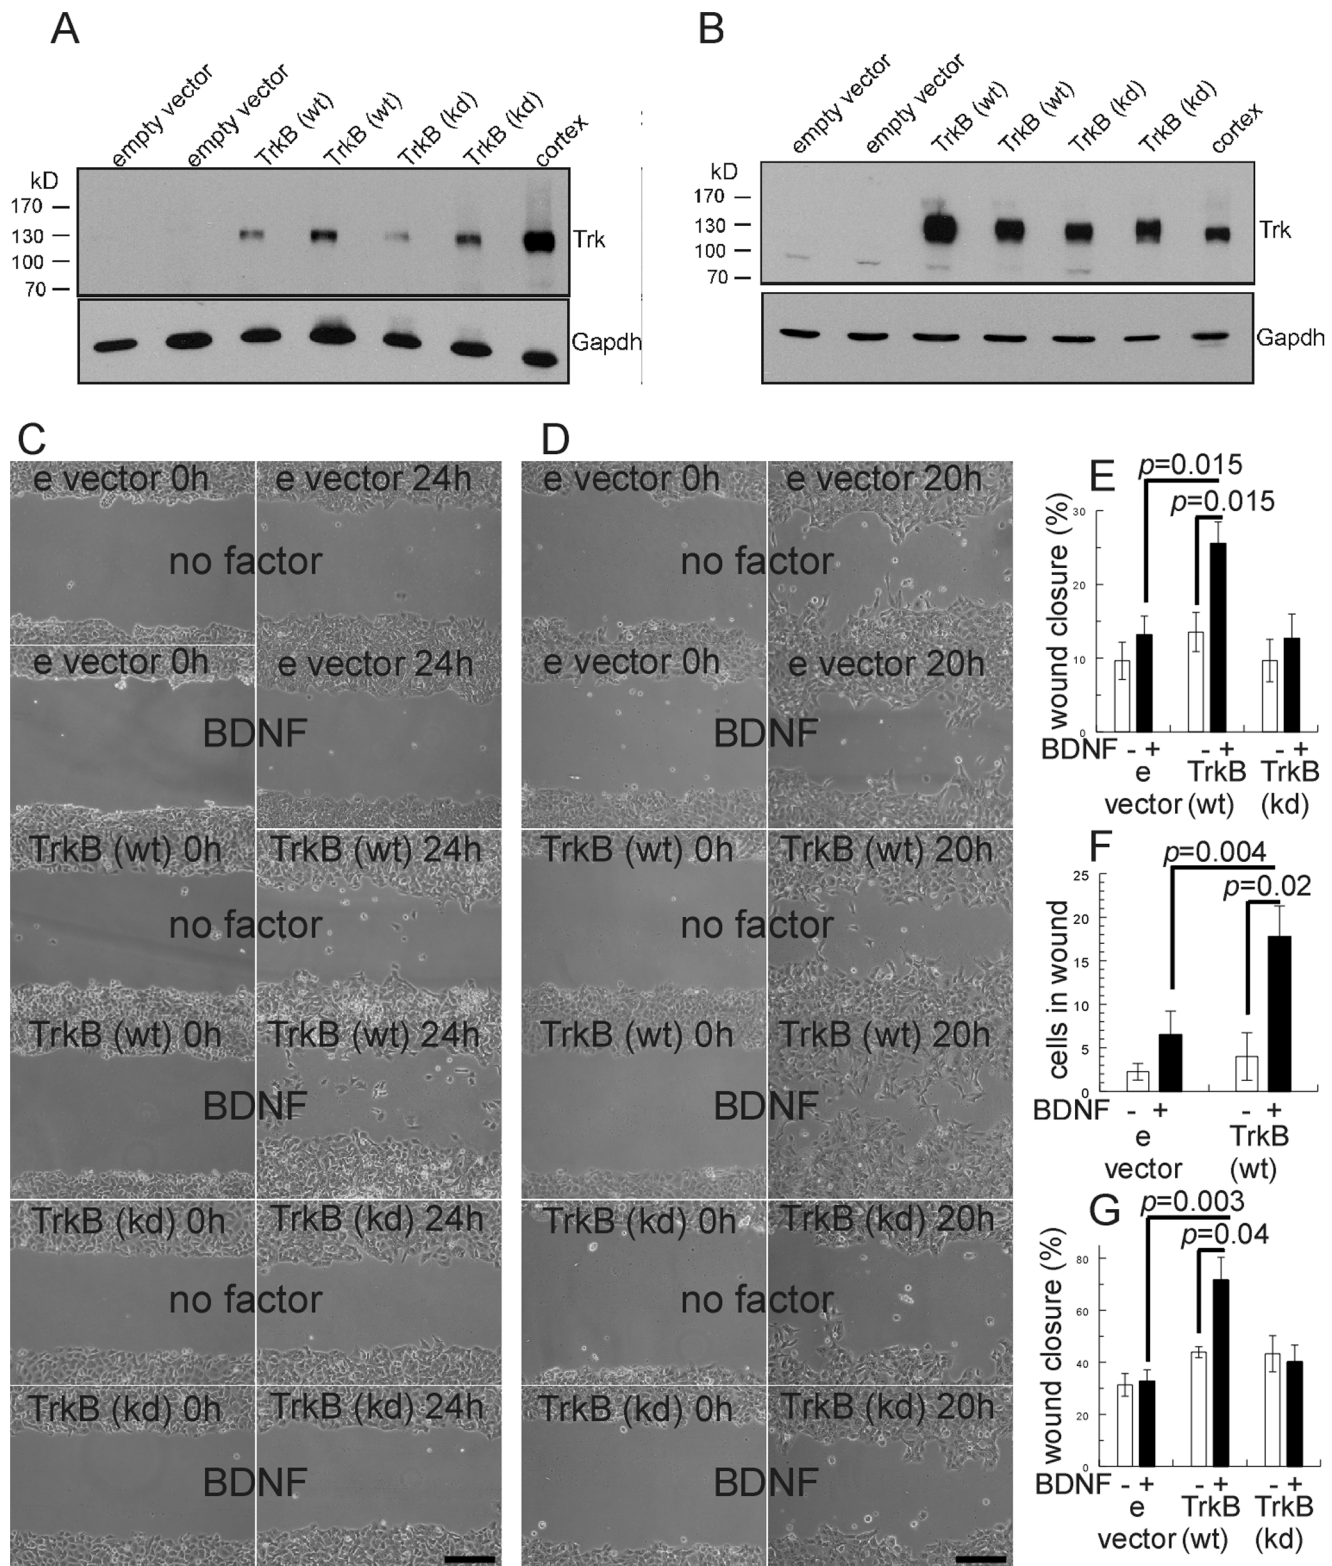 A
empty vector
empty vector
TrkB (wt)
TrkB (wt)
TrkB (kd)
TrkB (kd)
cortex
kD
170
130
100
70
Trk
Gapdh
B
empty vector
empty vector
TrkB (wt)
TrkB (wt)
TrkB (kd)
TrkB (kd)
cortex
kD
170
130
100
70
Trk
Gapdh
C
e vector 0h
e vector 24h
no factor
e vector 0h
e vector 24h
BDNF
TrkB (wt) 0h
TrkB (wt) 24h
no factor
TrkB (wt) 0h
TrkB (wt) 24h
BDNF
TrkB (kd) 0h
TrkB (kd) 24h
no factor
TrkB (kd) 0h
TrkB (kd) 24h
BDNF
D
e vector 0h
e vector 20h
no factor
e vector 0h
e vector 20h
BDNF
TrkB (wt) 0h
TrkB (wt) 20h
no factor
TrkB (wt) 0h
TrkB (wt) 20h
BDNF
TrkB (kd) 0h
TrkB (kd) 20h
no factor
TrkB (kd) 0h
TrkB (kd) 20h
BDNF
E
p=0.015
p=0.015
wound closure (%)
30
20
10
0
BDNF - + - + - +
e TrkB TrkB
vector (wt) (kd)
F
p=0.004
p=0.02
cells in wound
25
20
15
10
5
0
BDNF - + - +
e TrkB
vector (wt)
G
p=0.003
p=0.04
wound closure (%)
80
60
40
20
0
BDNF - + - + - +
e TrkB TrkB
vector (wt) (kd)